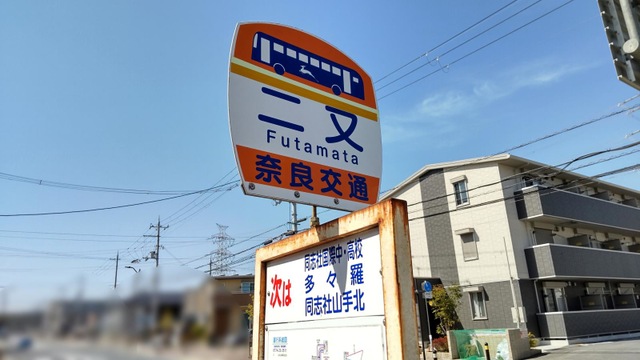 二又
Futamata
奈良交通
次は
同志社国際中・高校
多々羅
同志社山手北